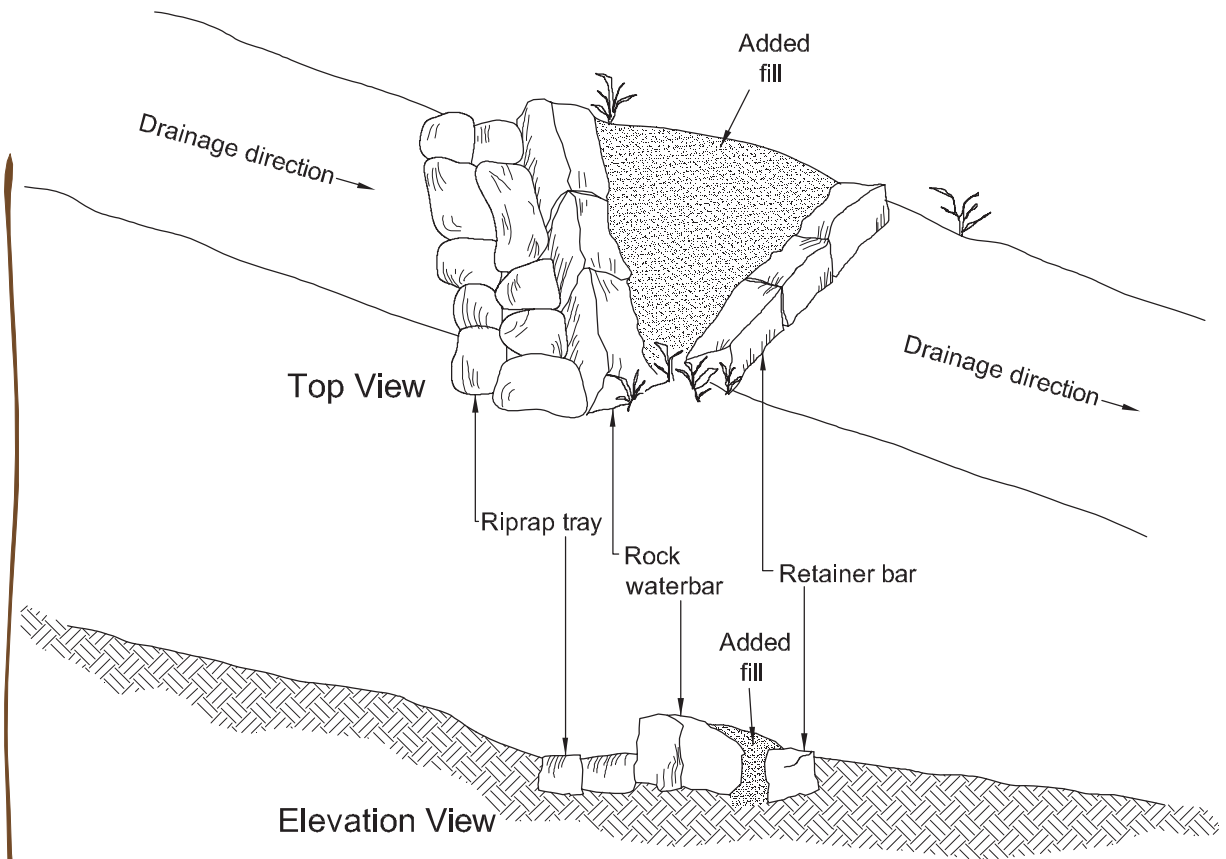 Added
fill
Drainage direction
Drainage direction
Top View
Riprap tray
Rock
waterbar
Retainer bar
Added
fill
Elevation View